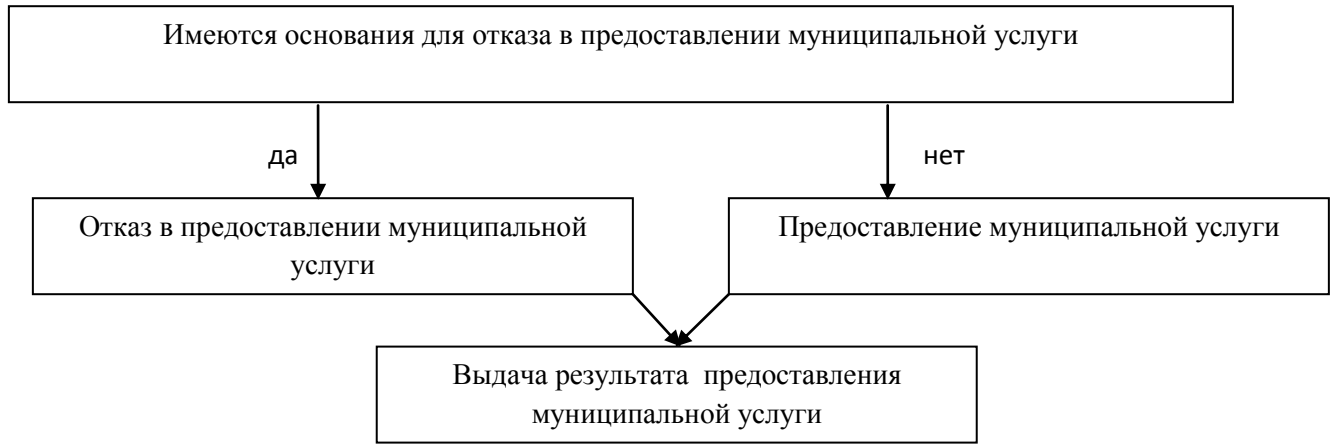 Имеются основания для отказа в предоставлении муниципальной услуги
да
нет
Отказ в предоставлении муниципальной
услуги
Предоставление муниципальной услуги
Выдача результата предоставления
муниципальной услуги